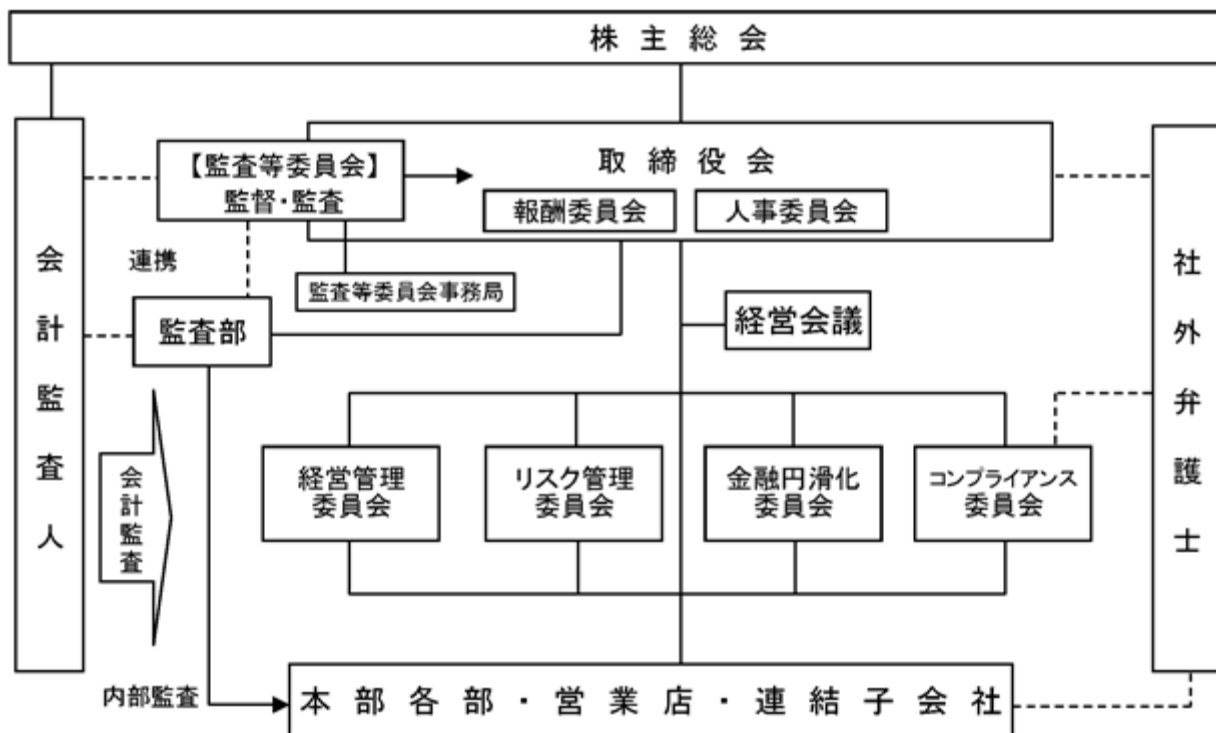 株主総会
会計監査人
【監査等委員会】
監督・監査
取締役会
報酬委員会
人事委員会
社外弁護士
連携
監査等委員会事務局
監査部
経営会議
会計監査
経営管理
委員会
リスク管理
委員会
金融円滑化
委員会
コンプライアンス
委員会
内部監査
本部各部・営業店・連結子会社